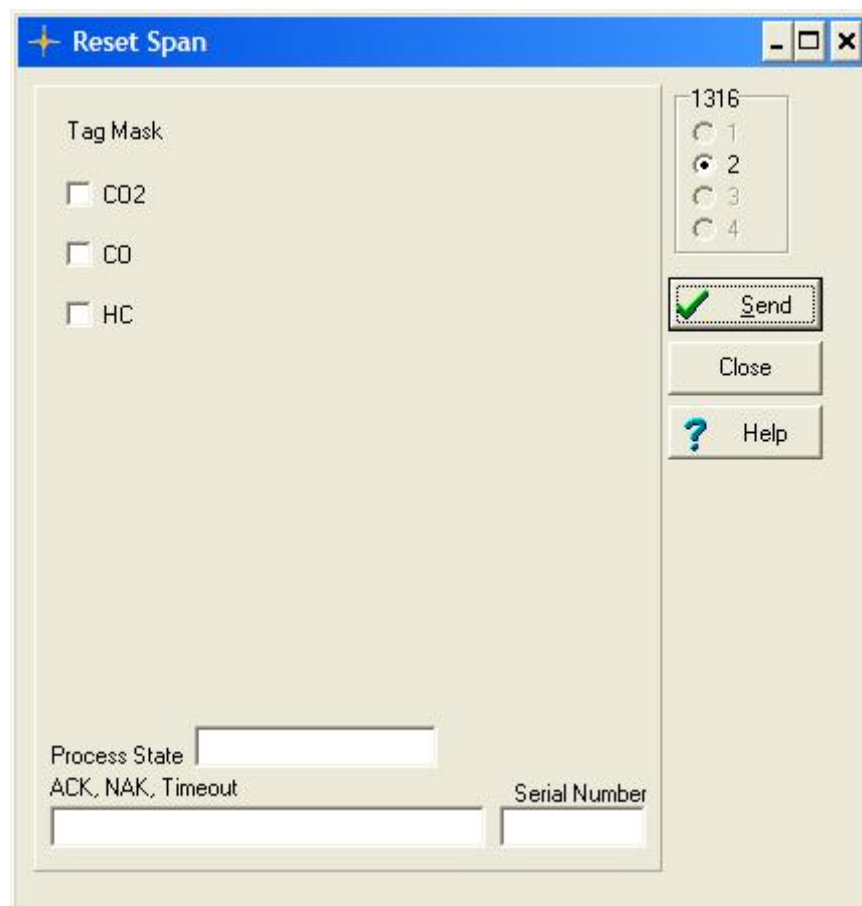 Reset Span
Tag Mask
CO2
CO
HC
1316
1
2
3
4
Send
Close
? Help
Process State
ACK, NAK, Timeout
Serial Number